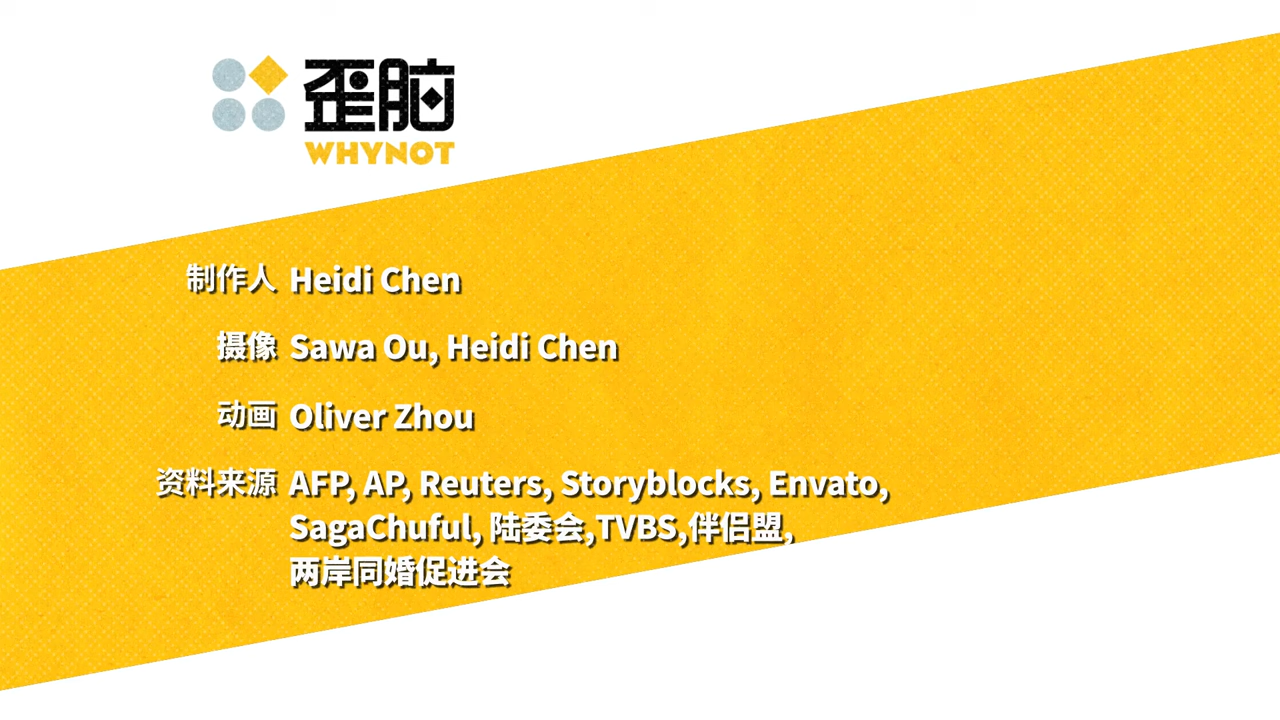 歪脑
WHYNOT
制作人 Heidi Chen
摄像 Sawa Ou, Heidi Chen
动画 Oliver Zhou
资料来源 AFP, AP, Reuters, Storyblocks, Envato,
SagaChuful, 陆委会,TVBS,伴侣盟,
两岸同婚促进会